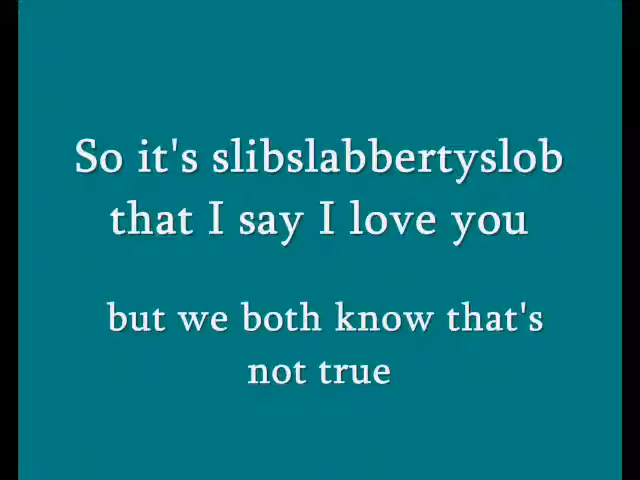 So it's slibslabbertyslob
that I say I love you
but we both know that's
not true